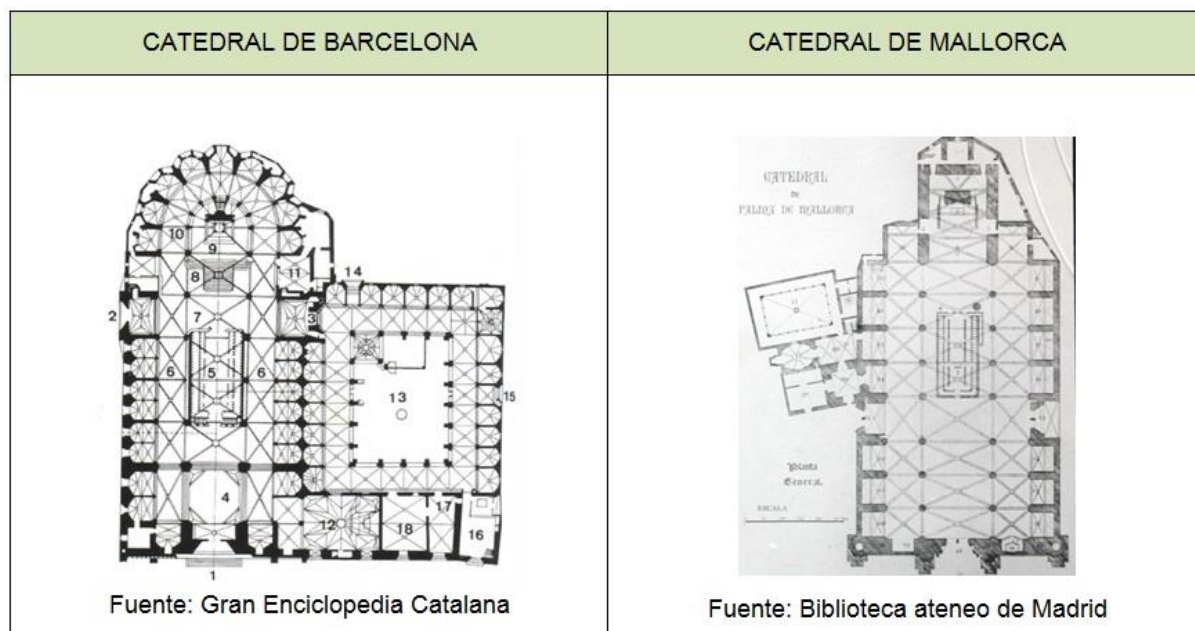 CATEDRAL DE BARCELONA
CATEDRAL DE MALLORCA
10
9
8
11
14
2
7
3
6
5
6
13
15
4
12
18
17
16
1
CATEDRAL
DE
PALMA DE MALLORCA
Planta
General.
ESCALA
Fuente: Gran Enciclopedia Catalana
Fuente: Biblioteca ateneo de Madrid